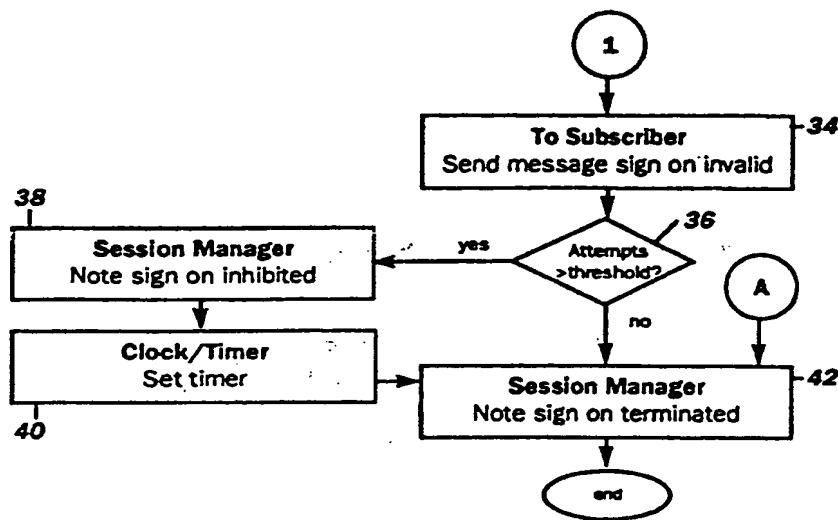 1
To Subscriber
Send message sign on invalid
34
36
Attempts
>threshold?
yes
no
38
Session Manager
Note sign on inhibited
Clock/Timer
Set timer
40
A
Session Manager
Note sign on terminated
42
end